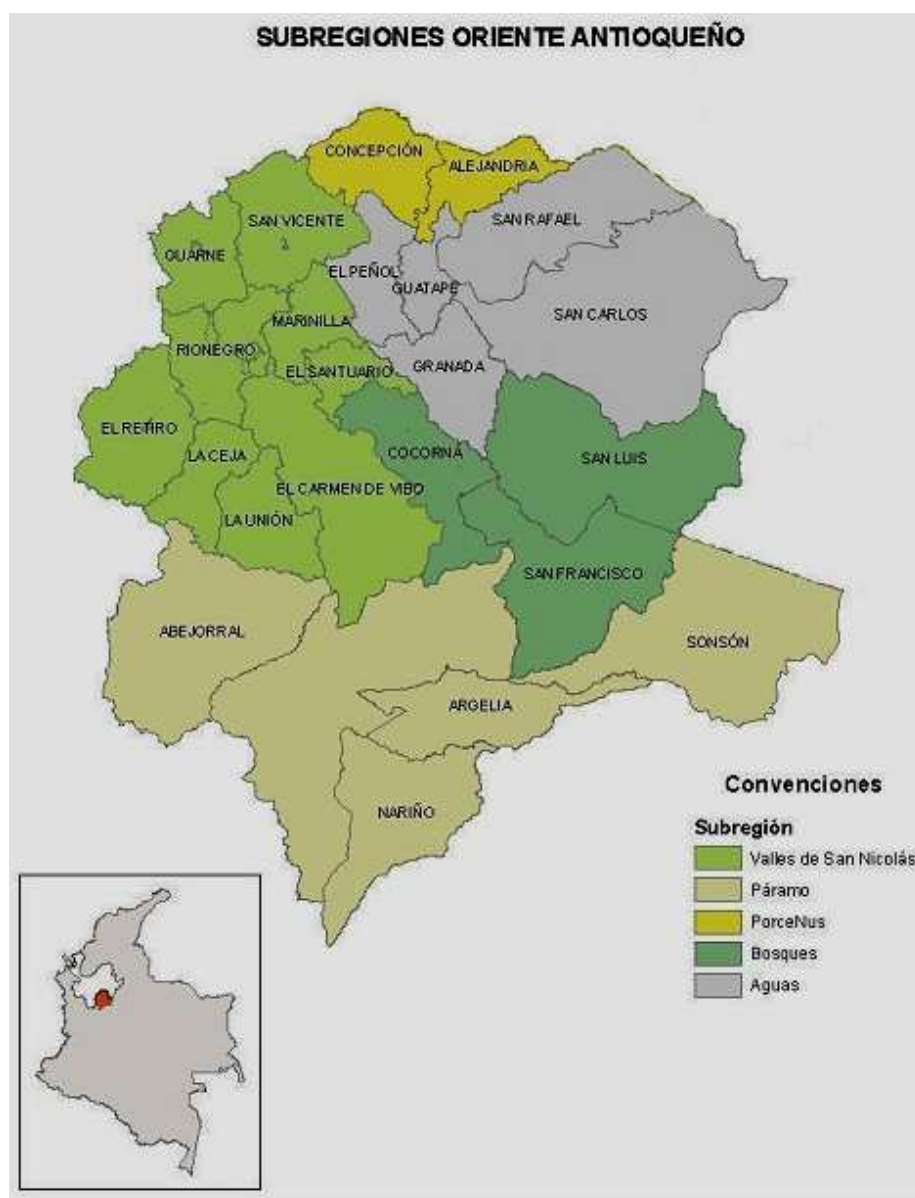 SUBREGIONES ORIENTE ANTIOQUEÑO
CONCEPCIÓN
ALEJANDRIA
SAN VICENTE
SAN RAFAEL
GUARNE
EL PEÑOL
GUATAPE
SAN CARLOS
MARINILLA
RIONEGRO
EL SANTUARIO
GRANADA
EL RETIRO
LA CEJA
COCORNÁ
SAN LUIS
EL CARMEN DE VIBO
LA UNIÓN
SAN FRANCISCO
ABEJORRAL
SONSÓN
ARGELIA
NARIÑO
Convenciones
Subregión
Valles de San Nicolás
Páramo
PorceNus
Bosques
Aguas